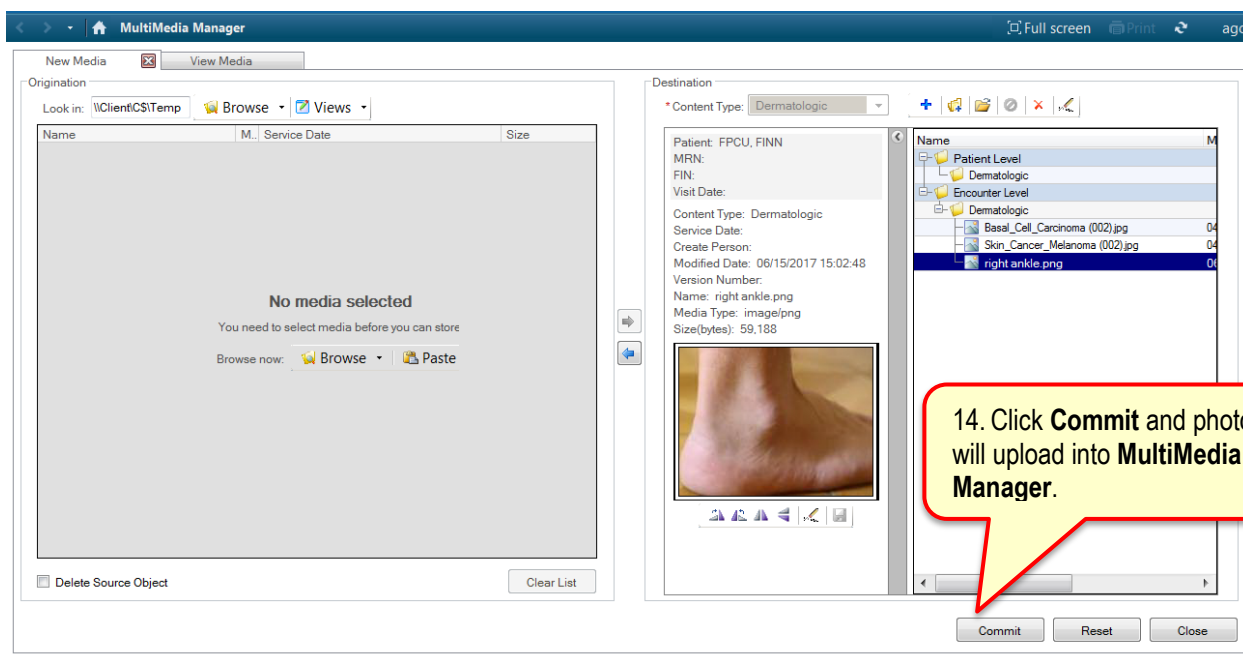 MultiMedia Manager
Full screen Print
New Media View Media
Origination
Look in: \\Client\C$\Temp Browse Views
Name M.. Service Date Size
No media selected
You need to select media before you can store
Browse now: Browse Paste
Delete Source Object Clear List
Destination
*Content Type: Dermatologic
Patient: FPCU, FINN
MRN:
FIN:
Visit Date:
Content Type: Dermatologic
Service Date:
Create Person:
Modified Date: 06/15/2017 15:02:48
Version Number:
Name: right ankle.png
Media Type: image/png
Size(bytes): 59,188
Name M
Patient Level
Dermatologic
Encounter Level
Dermatologic
Basal_Cell_Carcinoma (002).jpg 04
Skin_Cancer_Melanoma (002).jpg 04
right ankle.png
14. Click Commit and photo
will upload into MultiMedia
Manager.
Commit Reset Close